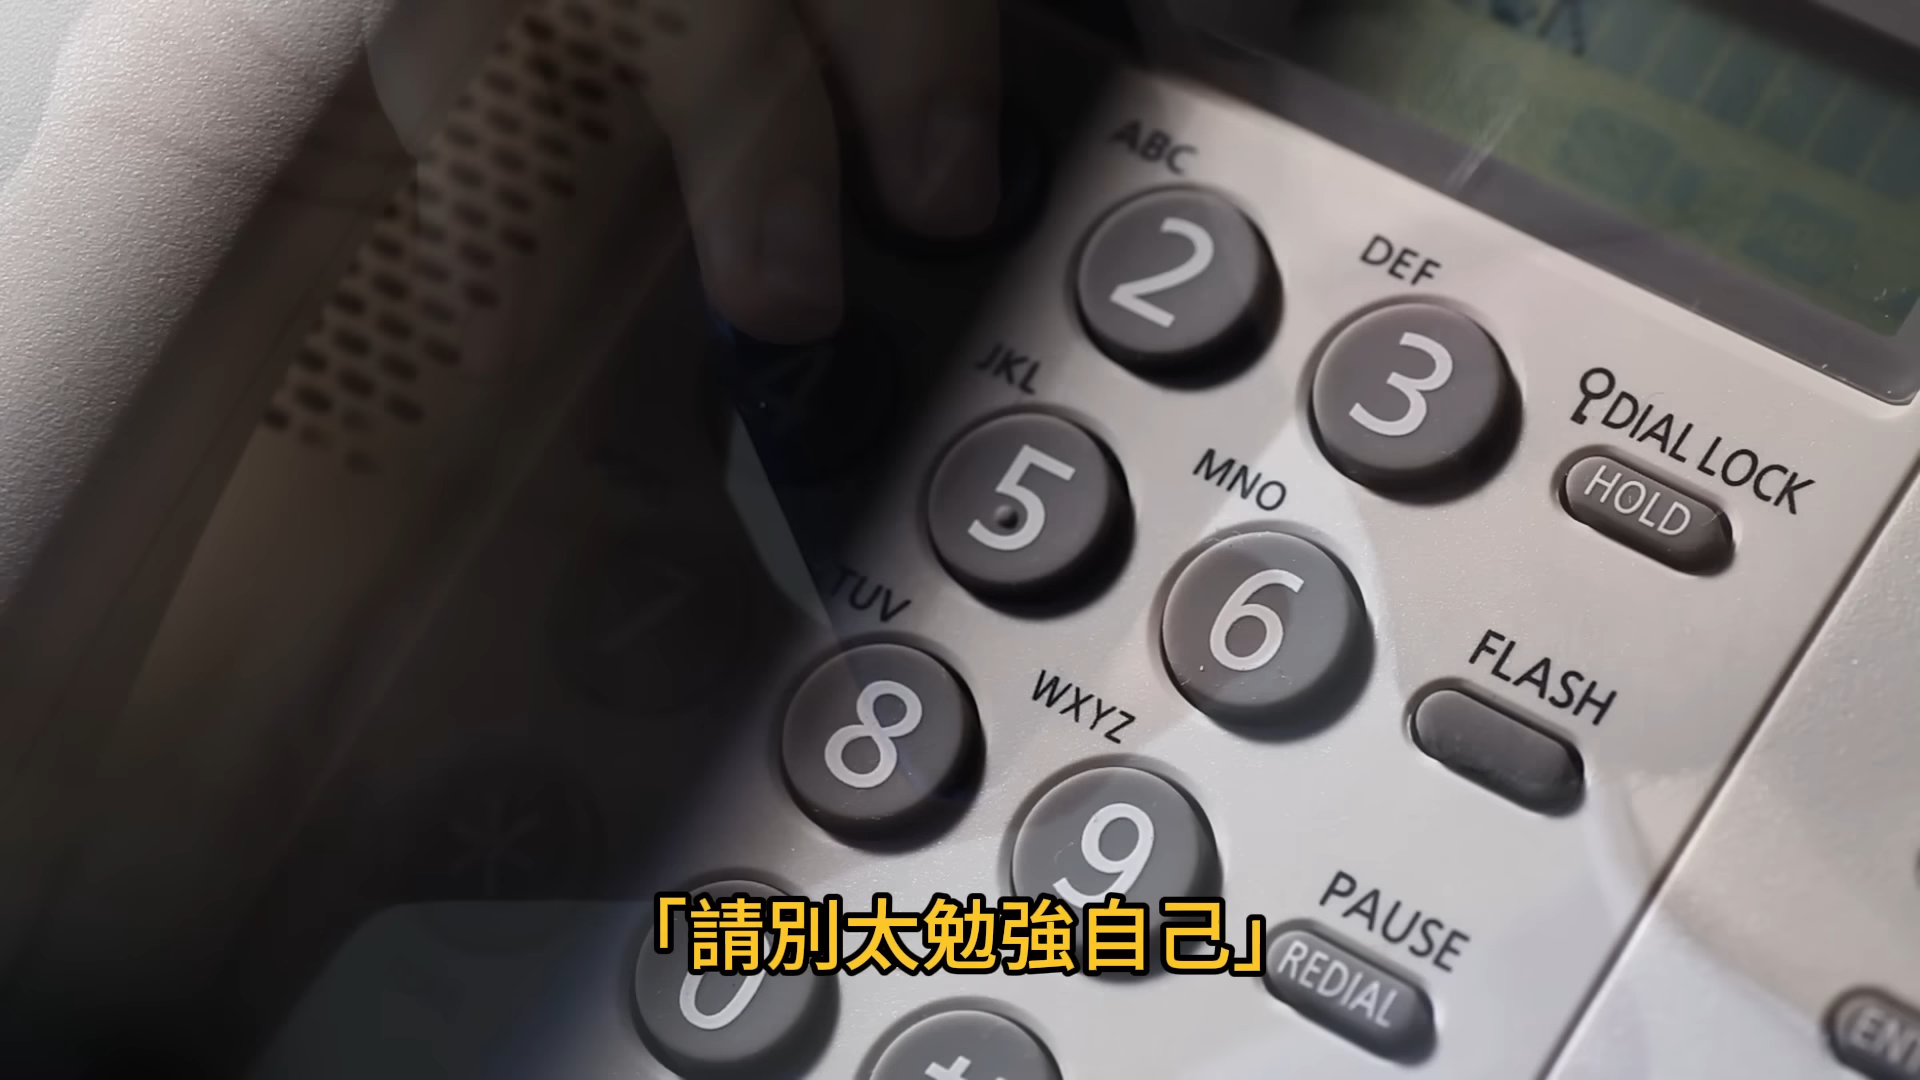 ABC
2
DEF
3
DIAL LOCK
HOLD
JKL
5
MNO
6
FLASH
TUV
8
WXYZ
9
PAUSE
REDIAL
0
「請別太勉強自己」